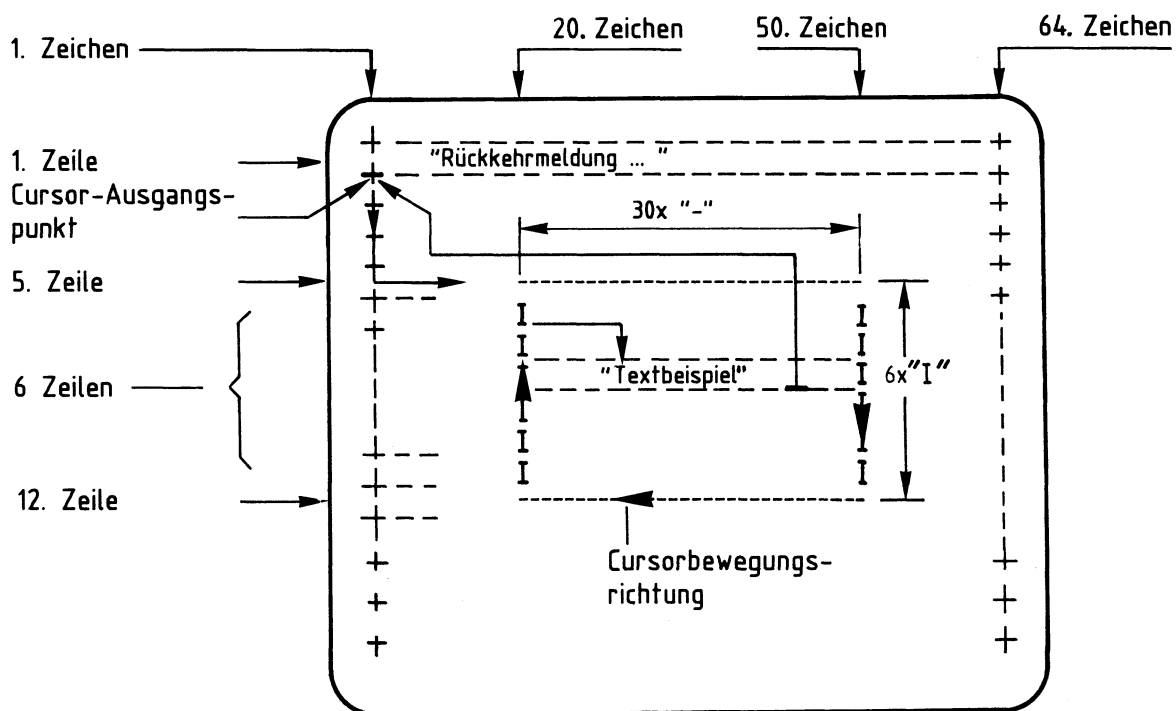 20. Zeichen
50. Zeichen
64. Zeichen
1. Zeichen
1. Zeile
"Rückkehrmeldung ... "
Cursor-Ausgangs-
punkt
30x "-"
5. Zeile
6 Zeilen
"Textbeispiel"
6x"I"
12. Zeile
Cursorbewegungs-
richtung